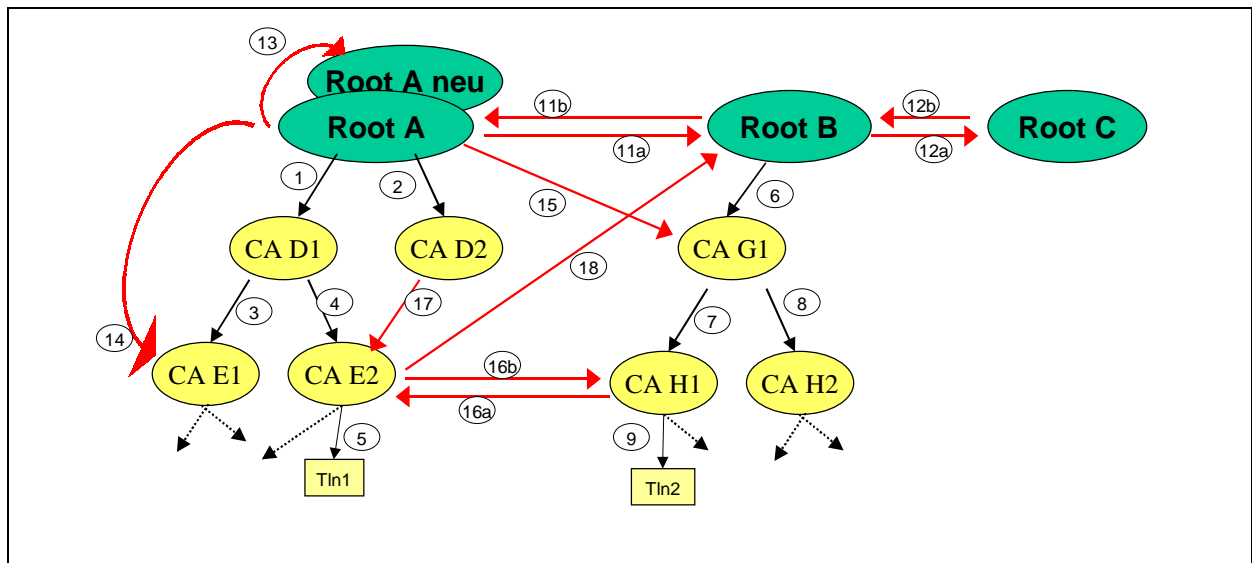 13
Root A neu
Root A
11b
11a
Root B
12b
12a
Root C
1
2
15
6
CA D1
CA D2
18
CA G1
3
4
17
7
8
14
CA E1
CA E2
16b
16a
CA H1
CA H2
5
9
Tln1
Tln2